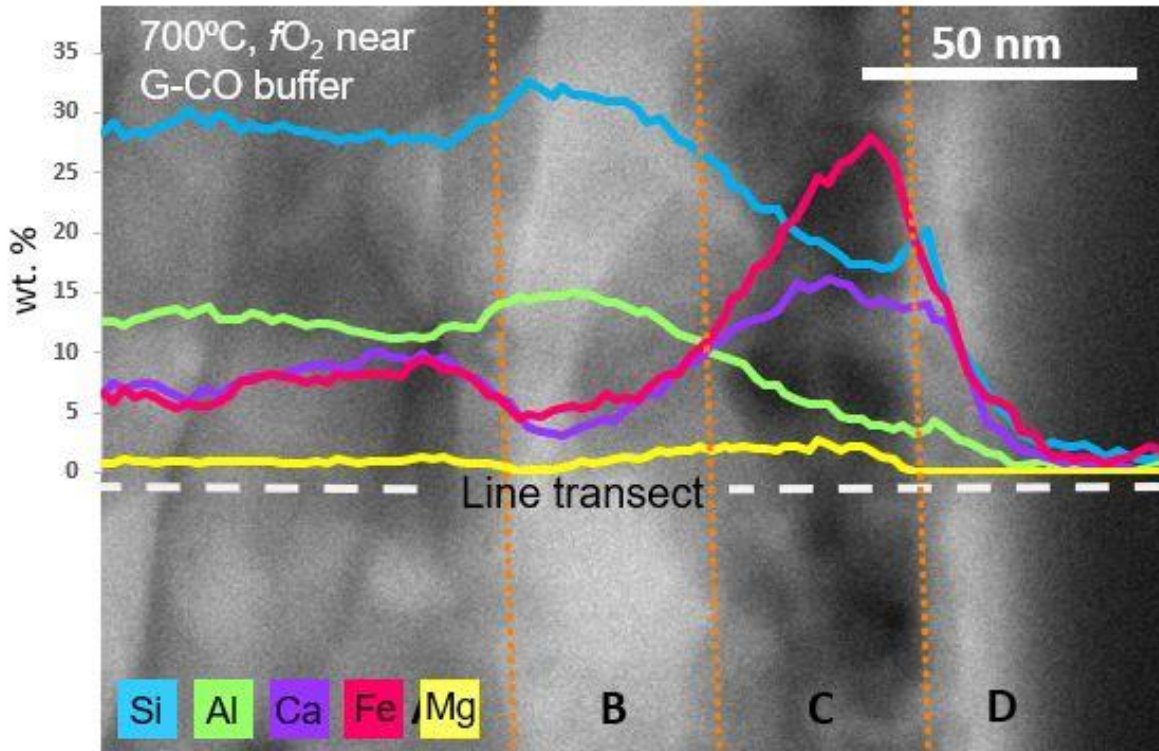 700ºC, fO₂ near
G-CO buffer
50 nm
wt. %
35
30
25
20
15
10
5
0
Line transect
Si Al Ca Fe Mg
B C D